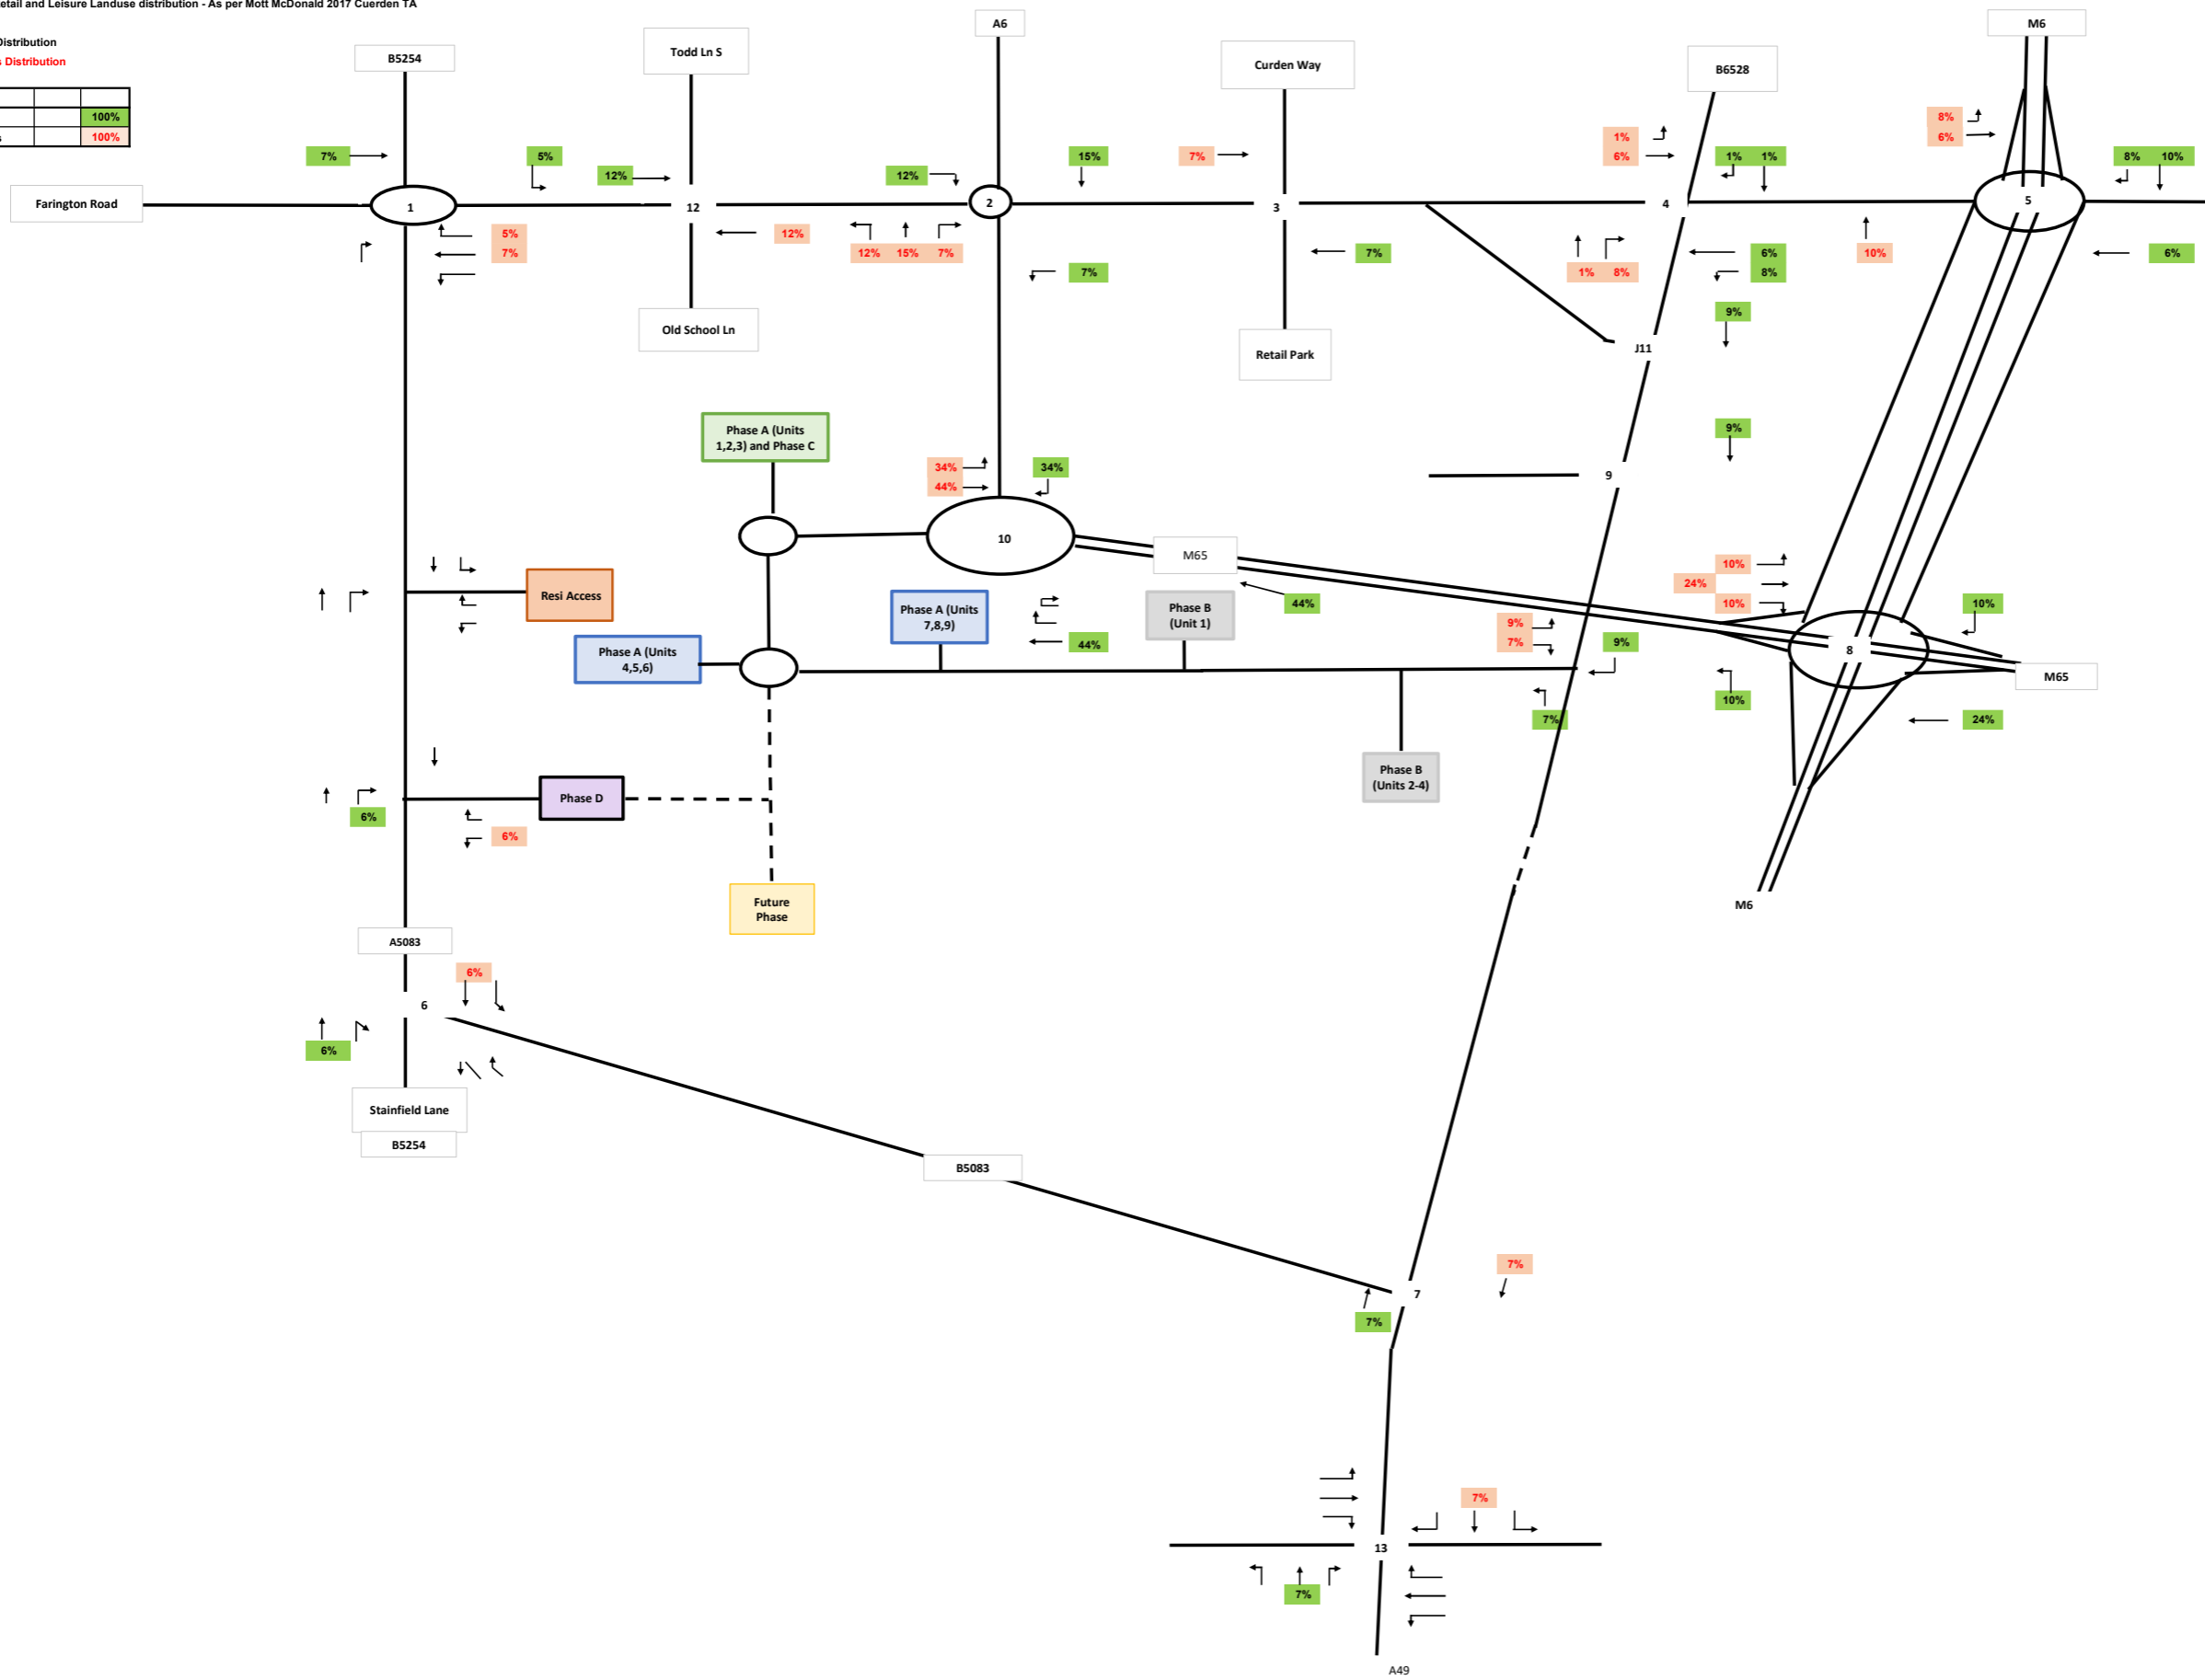 etail and Leisure Landuse distribution - As per Mott McDonald 2017 Cuerden TA
Distribution
s Distribution
100%
s 100%
B5254
Todd Ln S
A6
Curden Way
B6528
M6
7%
5%
12%
12%
15%
7%
1%
6%
1% 1%
8%
6%
8% 10%
Farington Road
1
12
2
3
4
5
5%
7%
12%
12% 15% 7%
7%
7%
1% 8%
6%
8%
10%
6%
9%
Old School Ln
Retail Park
J11
Phase A (Units
1,2,3) and Phase C
9%
34%
44%
34%
9
10
M65
Resi Access
Phase A (Units
7,8,9)
Phase B
(Unit 1)
44%
10%
24%
10%
10%
Phase A (Units
4,5,6)
44%
9%
7%
9%
8
M65
7%
10%
24%
Phase D
Phase B
(Units 2-4)
6%
6%
Future
Phase
M6
A5083
6%
6
6%
Stainfield Lane
B5254
B5083
7%
7
7%
7%
13
7%
A49